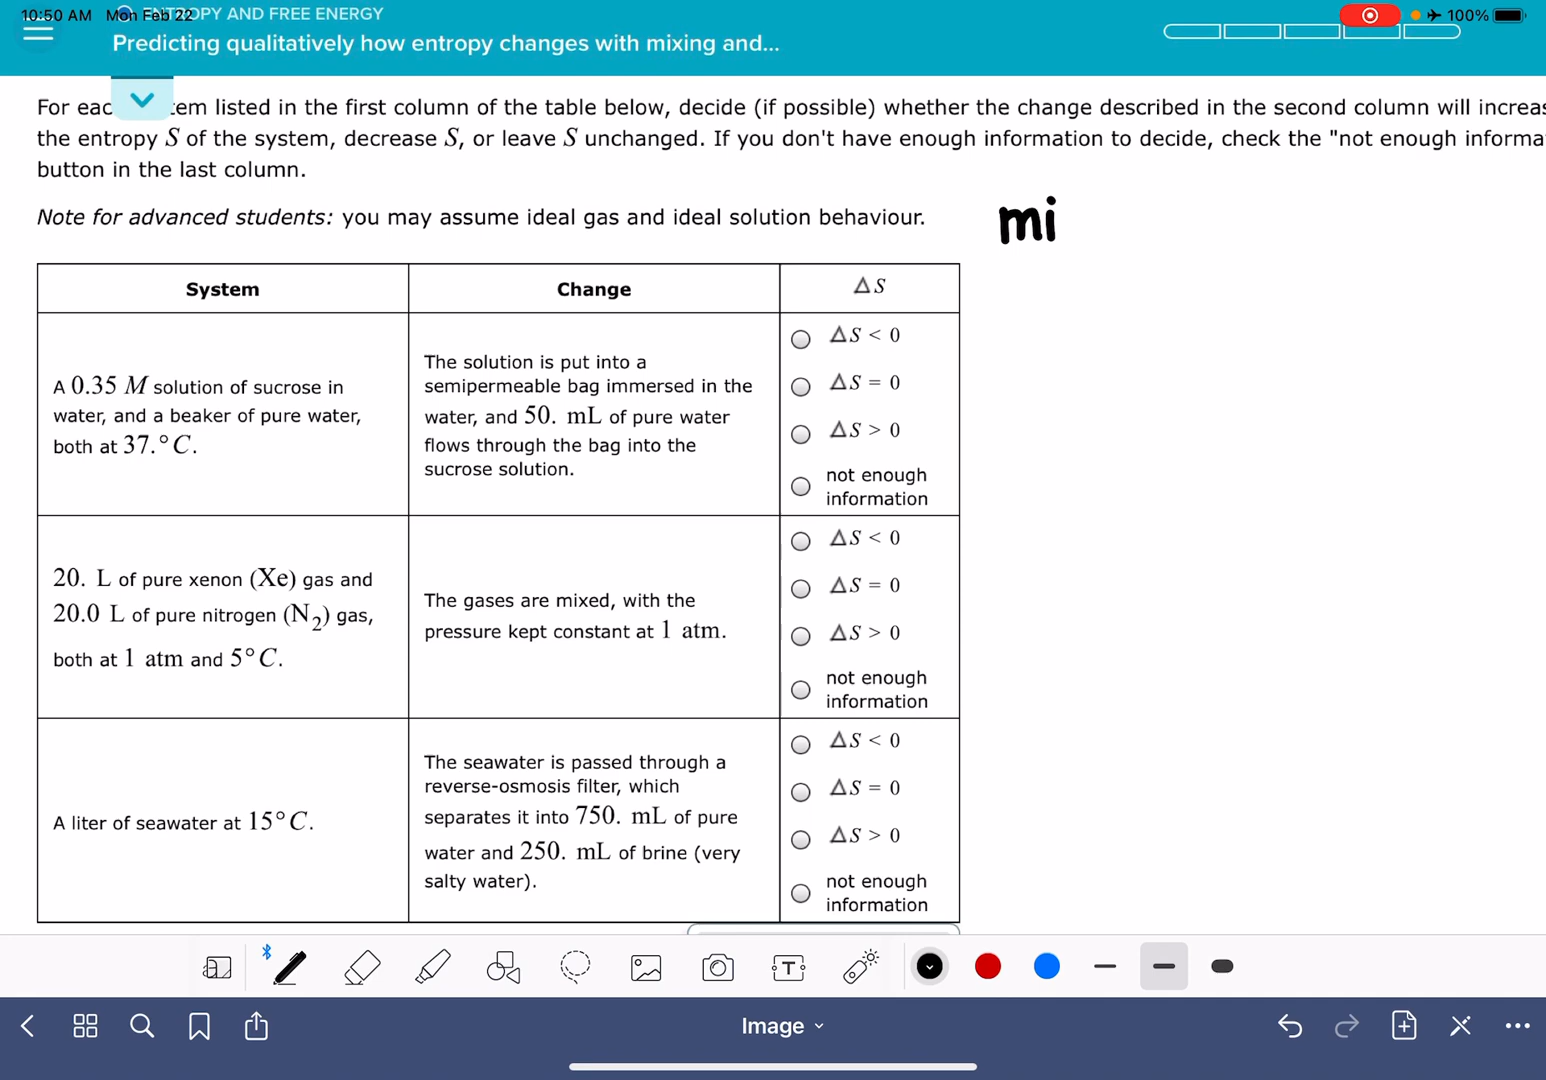 10:50 AM Mon Feb 22
ENTROPY AND FREE ENERGY
100%
Predicting qualitatively how entropy changes with mixing and...
For eac tem listed in the first column of the table below, decide (if possible) whether the change described in the second column will increas
the entropy S of the system, decrease S, or leave S unchanged. If you don't have enough information to decide, check the "not enough informa
button in the last column.
Note for advanced students: you may assume ideal gas and ideal solution behaviour.
mi
System
Change
ΔS
A 0.35 M solution of sucrose in
water, and a beaker of pure water,
both at 37.°C.
The solution is put into a
semipermeable bag immersed in the
water, and 50. mL of pure water
flows through the bag into the
sucrose solution.
ΔS < 0
ΔS = 0
ΔS > 0
not enough
information
20. L of pure xenon (Xe) gas and
20.0 L of pure nitrogen (N₂) gas,
both at 1 atm and 5°C.
The gases are mixed, with the
pressure kept constant at 1 atm.
ΔS < 0
ΔS = 0
ΔS > 0
not enough
information
A liter of seawater at 15°C.
The seawater is passed through a
reverse-osmosis filter, which
separates it into 750. mL of pure
water and 250. mL of brine (very
salty water).
ΔS < 0
ΔS = 0
ΔS > 0
not enough
information
a
T
Image